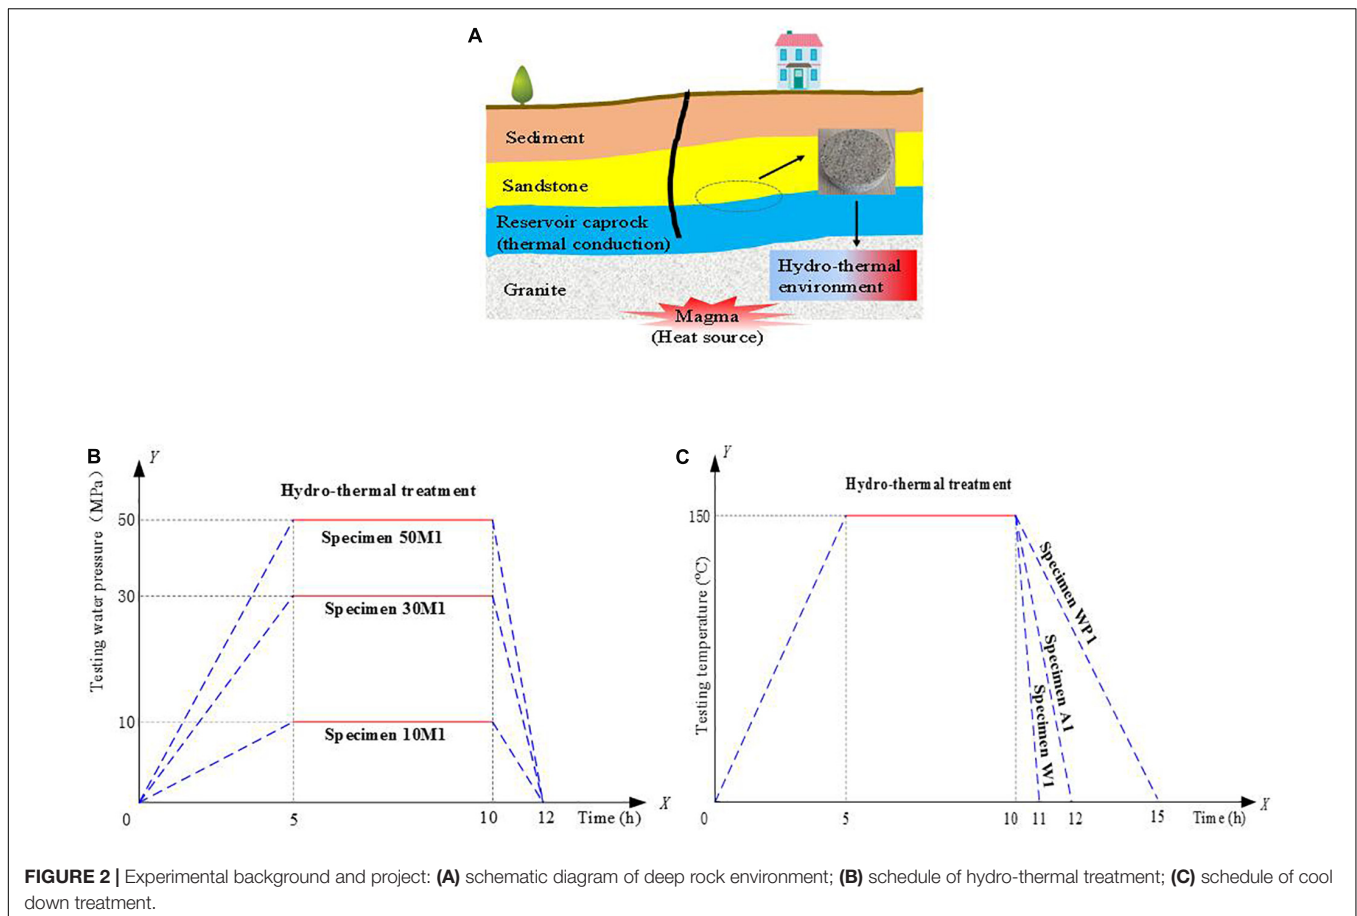 A
Sediment
Sandstone
Reservoir caprock
(thermal conduction)
Hydro-thermal
environment
Granite
Magma
(Heat source)
B
Y
Testing water pressure (MPa)
Hydro-thermal treatment
50
Specimen 50M1
30
Specimen 30M1
10
Specimen 10M1
0
5
10
12
Time (h)
X
C
Y
Testing temperature (°C)
Hydro-thermal treatment
150
Specimen WP1
Specimen A1
Specimen W1
0
5
10
11
12
15
Time (h)
X
FIGURE 2 | Experimental background and project: (A) schematic diagram of deep rock environment; (B) schedule of hydro-thermal treatment; (C) schedule of cool
down treatment.